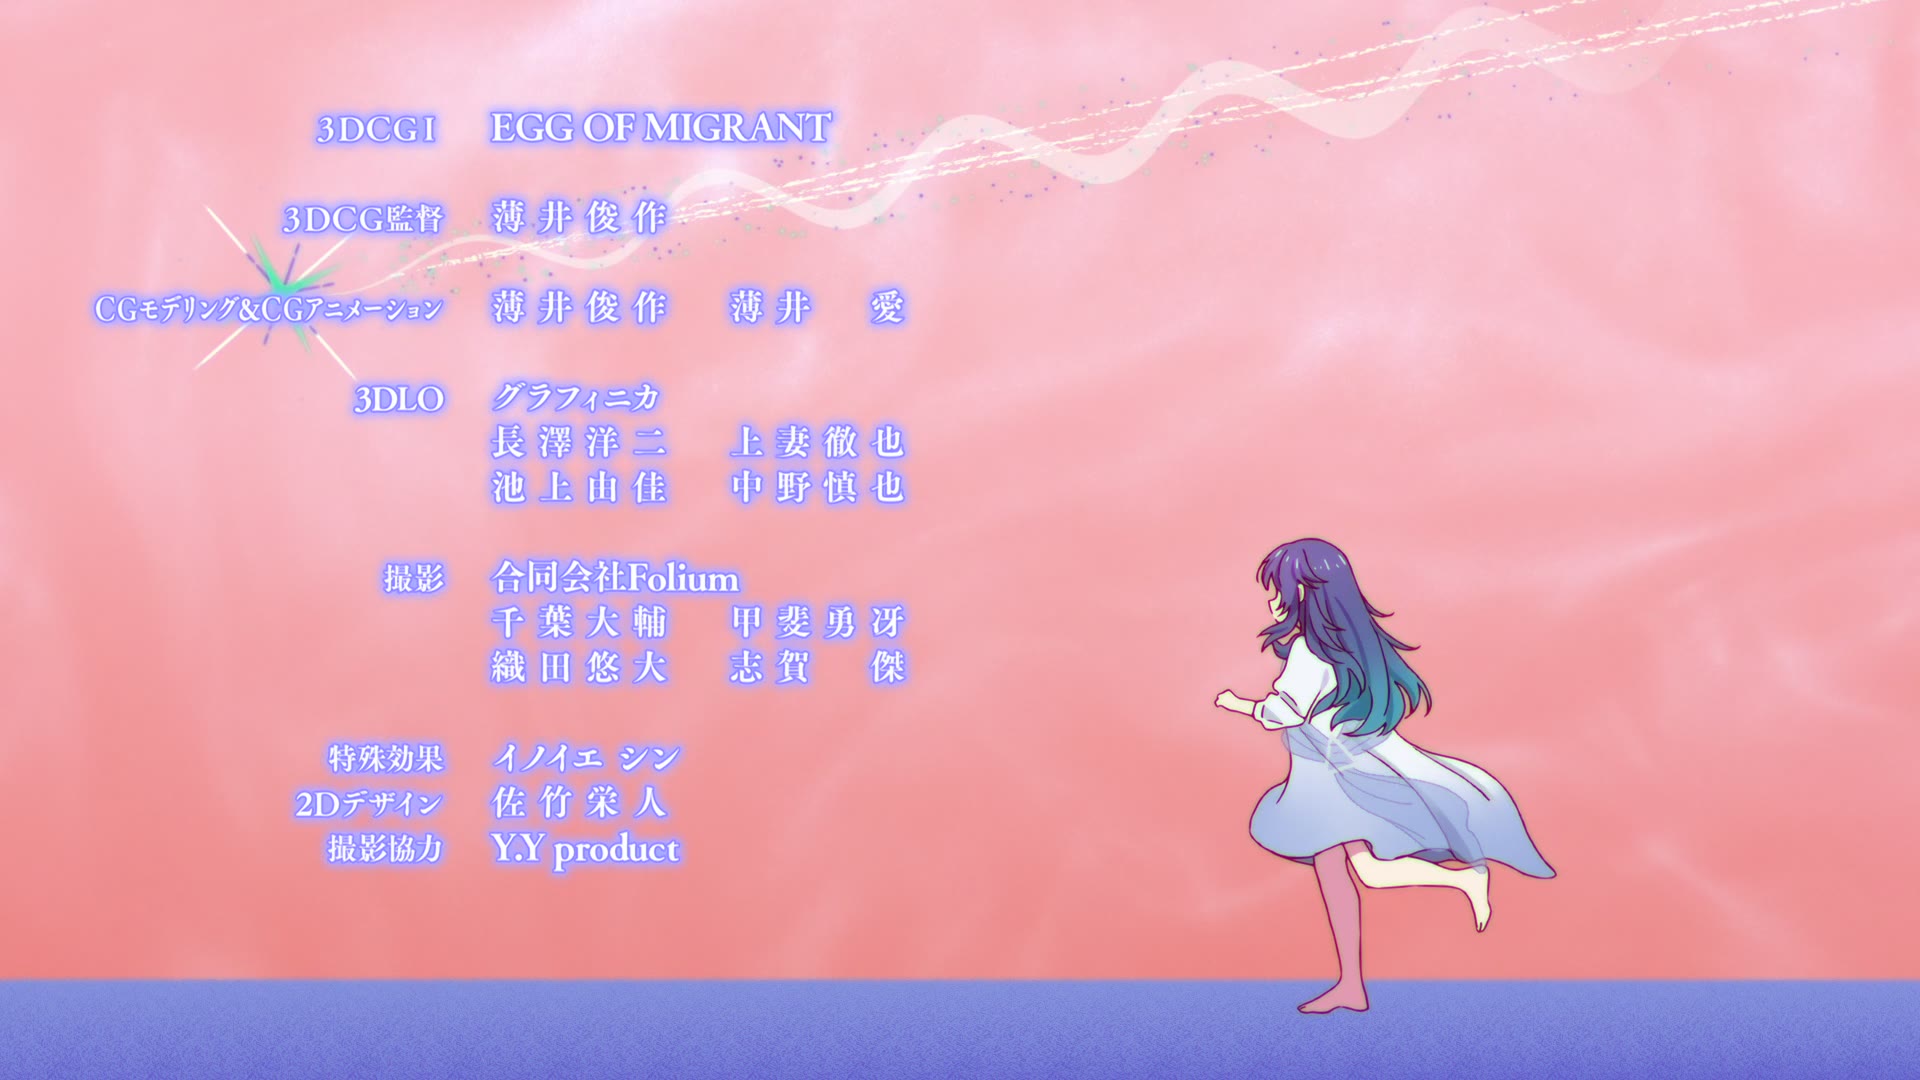 3DCGI EGG OF MIGRANT
3DCG監督 薄井俊作
CGモデリング&CGアニメーション 薄井俊作 薄井 愛
3DLO グラフィニカ
長澤洋二 上妻徹也
池上由佳 中野慎也
撮影 合同会社Folium
千葉大輔 甲斐勇冴
織田悠大 志賀 傑
特殊効果 イノイエ シン
2Dデザイン 佐竹栄人
撮影協力 Y.Y product